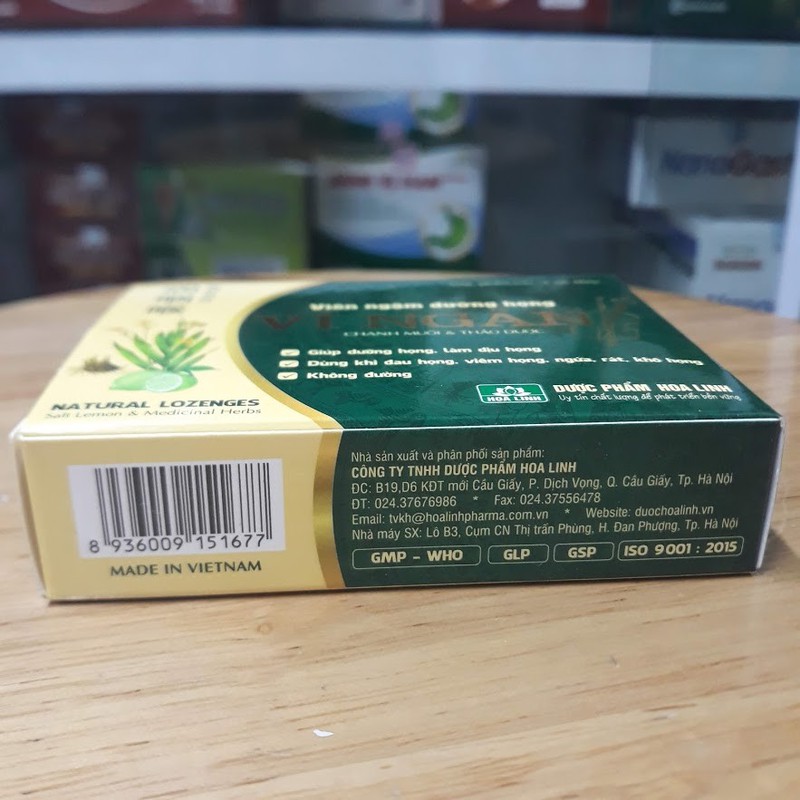 Viên ngậm dưỡng họng
VỊ NGÂN
CHANH MUỐI & THẢO DƯỢC
Giúp dưỡng họng, làm dịu họng
Dùng khi đau họng, viêm họng, ngứa, rát, khô họng
Không đường
HOA LINH
DƯỢC PHẨM HOA LINH
Uy tín chất lượng để phát triển bền vững
NATURAL LOZENGES
Salt Lemon & Medicinal Herbs
8 936009 151677
MADE IN VIETNAM
Nhà sản xuất và phân phối sản phẩm:
CÔNG TY TNHH DƯỢC PHẨM HOA LINH
ĐC: B19,D6 KĐT mới Cầu Giấy, P. Dịch Vọng, Q. Cầu Giấy, Tp. Hà Nội
ĐT: 024.37676986 * Fax: 024.37556478
Email: tvkh@hoalinhpharma.com.vn * Website: duochoalinh.vn
Nhà máy SX: Lô B3, Cụm CN Thị trấn Phùng, H. Đan Phượng, Tp. Hà Nội
GMP - WHO
GLP
GSP
ISO 9001 : 2015